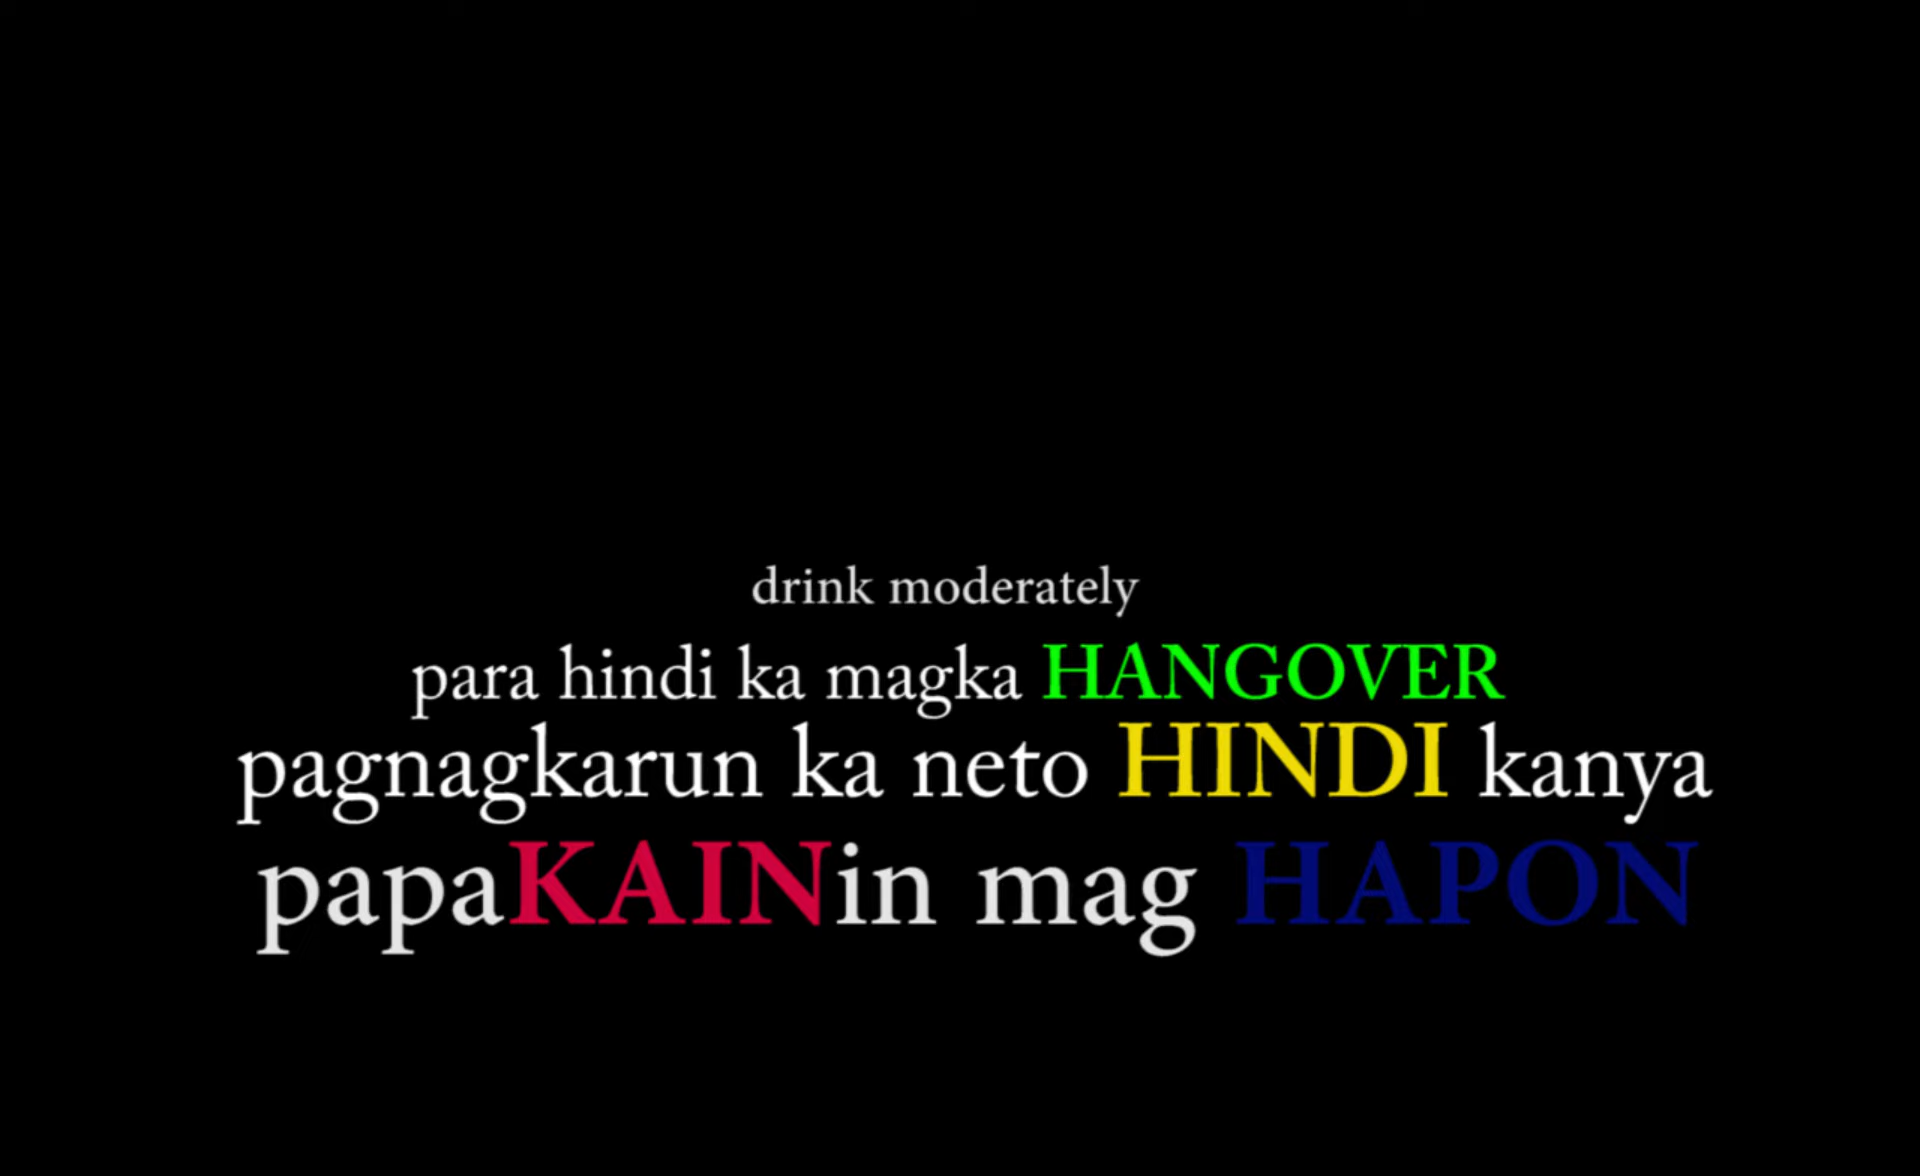 drink moderately
para hindi ka magka HANGOVER
pagnagkarun ka neto HINDI kanya
papaKAINin mag HAPON